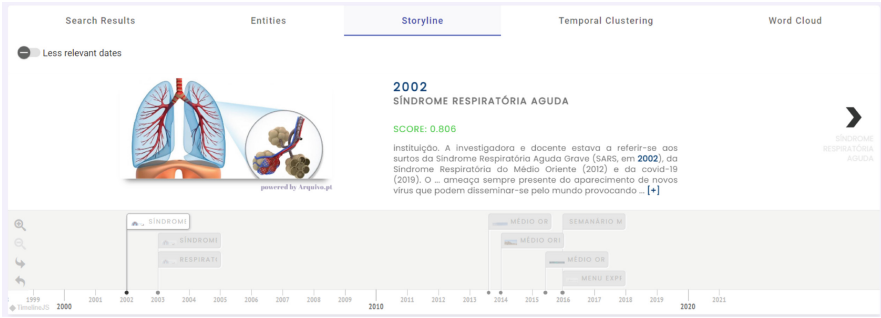 Search Results
Entities
Storyline
Temporal Clustering
Word Cloud
Less relevant dates
2002
SÍNDROME RESPIRATÓRIA AGUDA
SCORE: 0.806
instituição. A investigadora e docente estava a referir-se aos
surtos da Síndrome Respiratória Aguda Grave (SARS, em 2002), da
Síndrome Respiratória do Médio Oriente (2012) e da covid-19
(2019). O ... ameaça sempre presente do aparecimento de novos
vírus que podem disseminar-se pelo mundo provocando ... [+]
powered by Arquivo.pt
SÍNDROME
RESPIRATÓRIA
AGUDA
SÍNDROMI
MÉDIO OR
SEMANÁRIO M
SÍNDROMI
MÉDIO ORI
RESPIRATI
MÉDIO OR
MENU EXPF
1999 2000 2001 2002 2003 2004 2005 2006 2007 2008 2009 2010 2011 2012 2013 2014 2015 2016 2017 2018 2019 2020 2021
TimelineJS